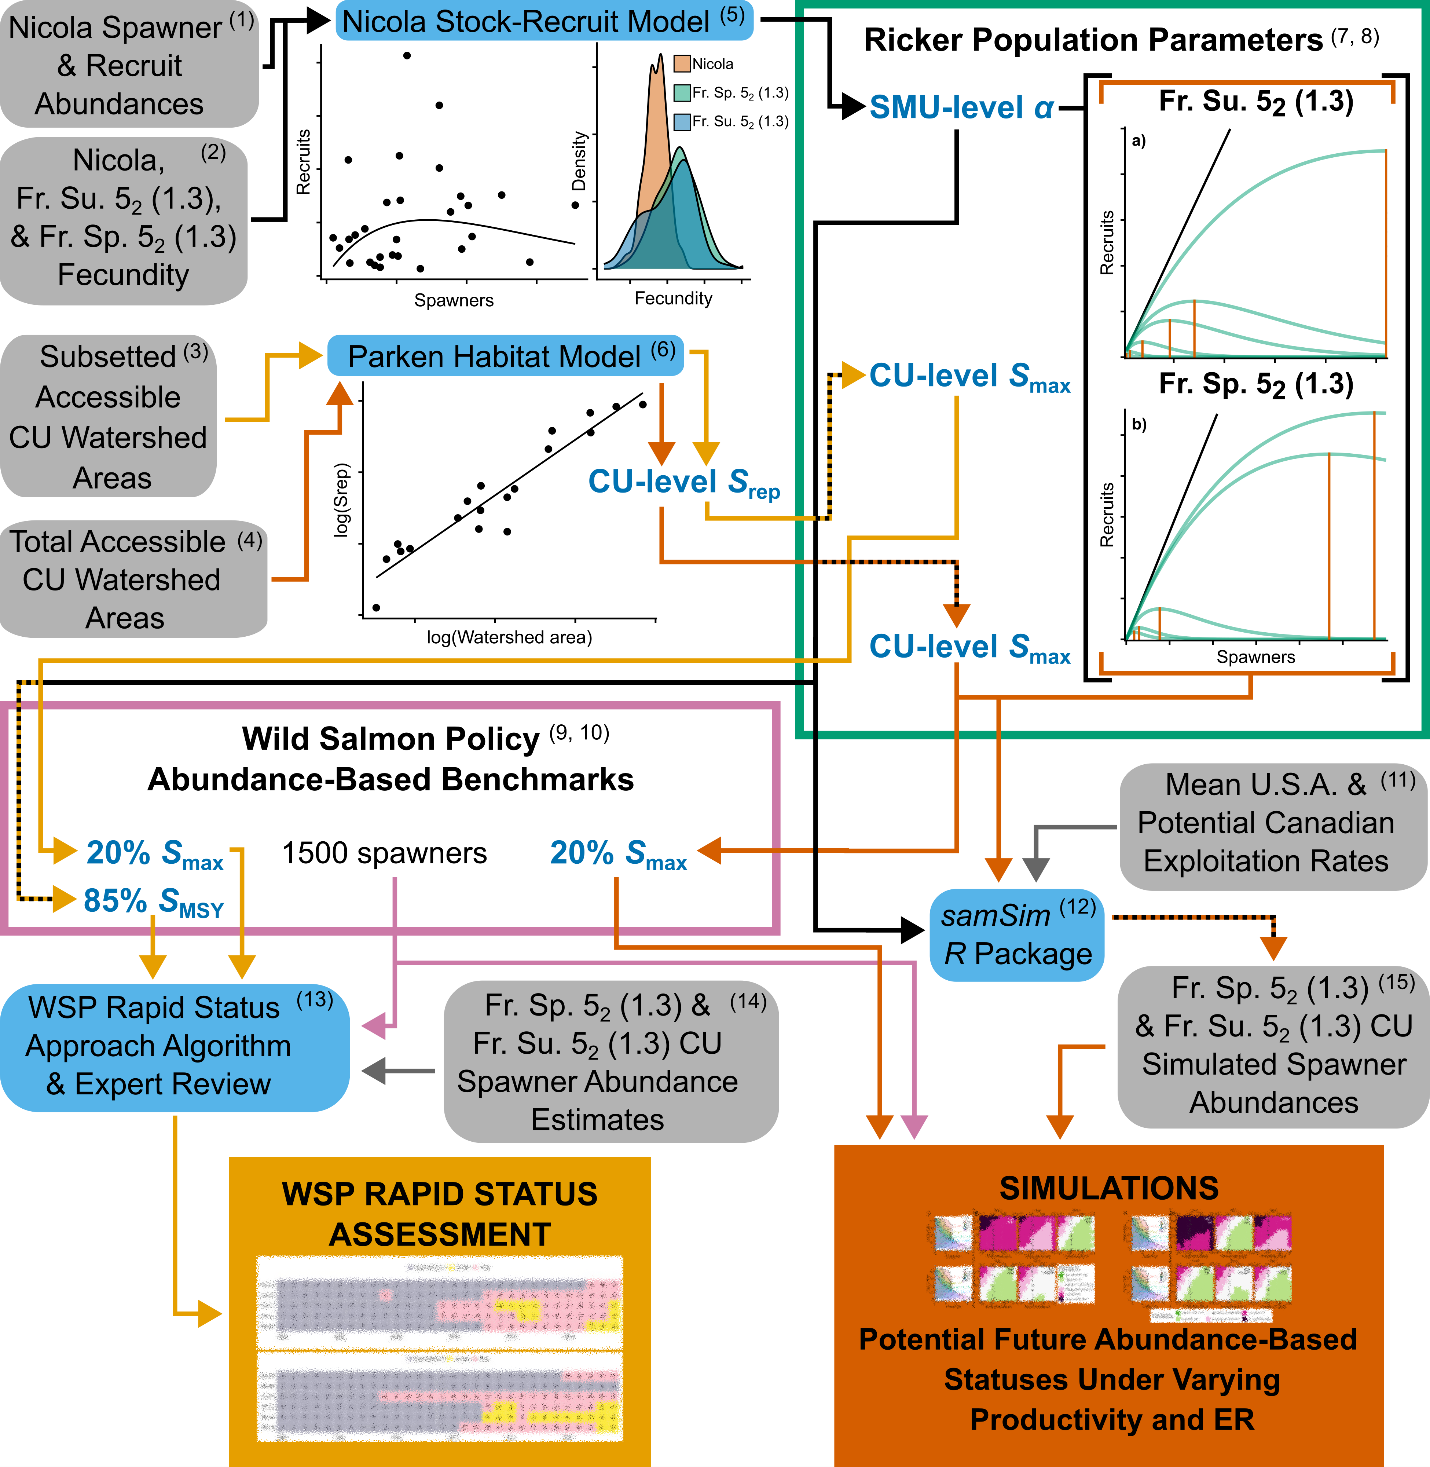 Nicola Spawner (1)
& Recruit
Abundances
Nicola, (2)
Fr. Su. 52 (1.3),
& Fr. Sp. 52 (1.3)
Fecundity
Nicola Stock-Recruit Model (5)
Recruits
Spawners
Density
Fecundity
Nicola
Fr. Sp. 52 (1.3)
Fr. Su. 52 (1.3)
Ricker Population Parameters (7, 8)
SMU-level α
Fr. Su. 52 (1.3)
a)
Recruits
Fr. Sp. 52 (1.3)
b)
Recruits
Spawners
CU-level Smax
CU-level Smax
Subsetted (3)
Accessible
CU Watershed
Areas
Total Accessible (4)
CU Watershed
Areas
Parken Habitat Model (6)
log(Srep)
log(Watershed area)
CU-level Srep
Wild Salmon Policy (9, 10)
Abundance-Based Benchmarks
20% Smax
1500 spawners
20% Smax
85% SMSY
Mean U.S.A. & (11)
Potential Canadian
Exploitation Rates
samSim (12)
R Package
WSP Rapid Status (13)
Approach Algorithm
& Expert Review
Fr. Sp. 52 (1.3) & (14)
Fr. Su. 52 (1.3) CU
Spawner Abundance
Estimates
Fr. Sp. 52 (1.3) (15)
& Fr. Su. 52 (1.3) CU
Simulated Spawner
Abundances
WSP RAPID STATUS
ASSESSMENT
SIMULATIONS
Potential Future Abundance-Based
Statuses Under Varying
Productivity and ER